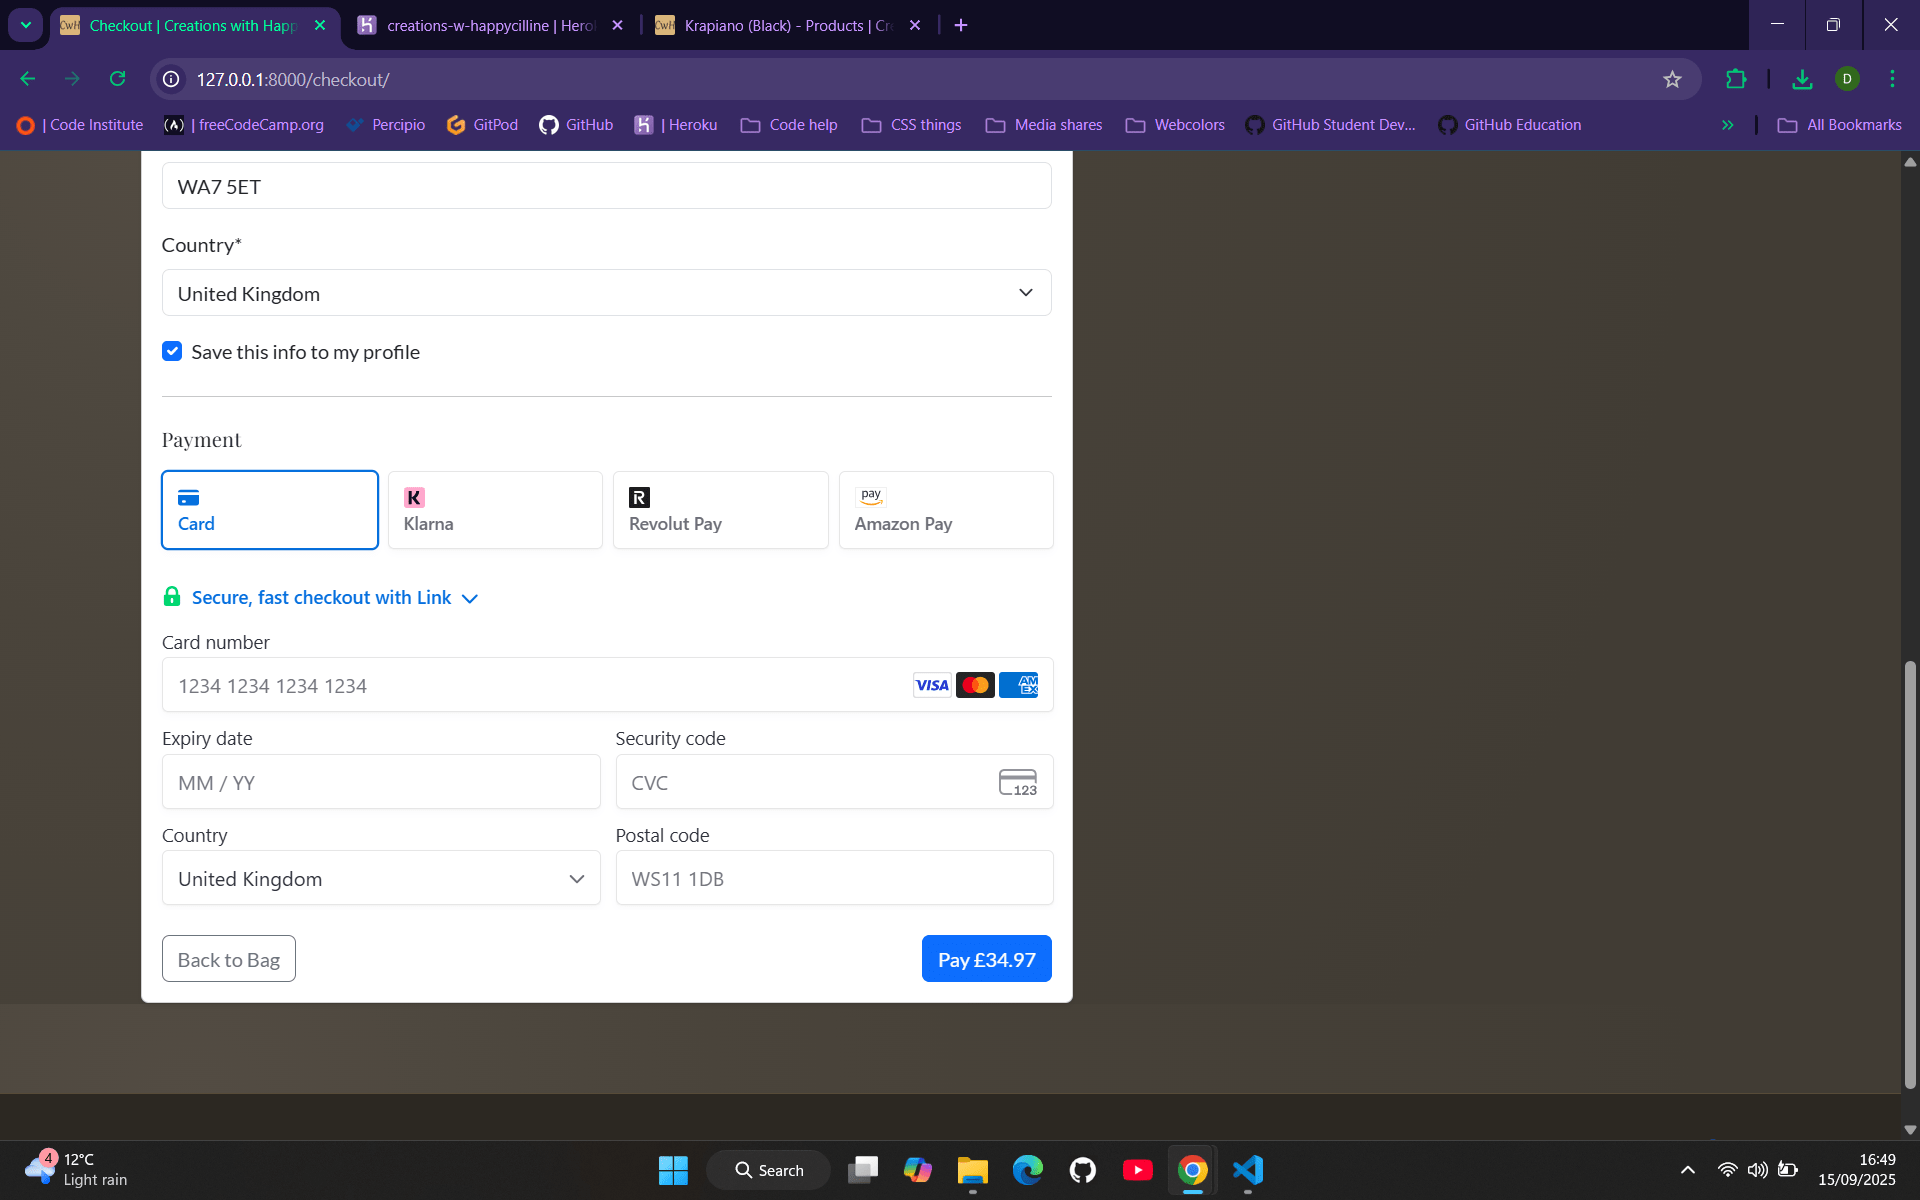 CwH Checkout | Creations with Happ
creations-w-happycilline | Hero
CwH Krapiano (Black) - Products | Cr
127.0.0.1:8000/checkout/
D
| Code Institute
(/\) | freeCodeCamp.org
Percipio
GitPod
GitHub
| Heroku
Code help
CSS things
Media shares
Webcolors
GitHub Student Dev...
GitHub Education
All Bookmarks
WA7 5ET
Country*
United Kingdom
Save this info to my profile
Payment
Card
K
Klarna
R
Revolut Pay
pay
Amazon Pay
Secure, fast checkout with Link
Card number
1234 1234 1234 1234
VISA
AM
EX
Expiry date
Security code
MM / YY
CVC
123
Country
Postal code
United Kingdom
WS11 1DB
Back to Bag
Pay £34.97
4
12°C
Light rain
Search
16:49
15/09/2025